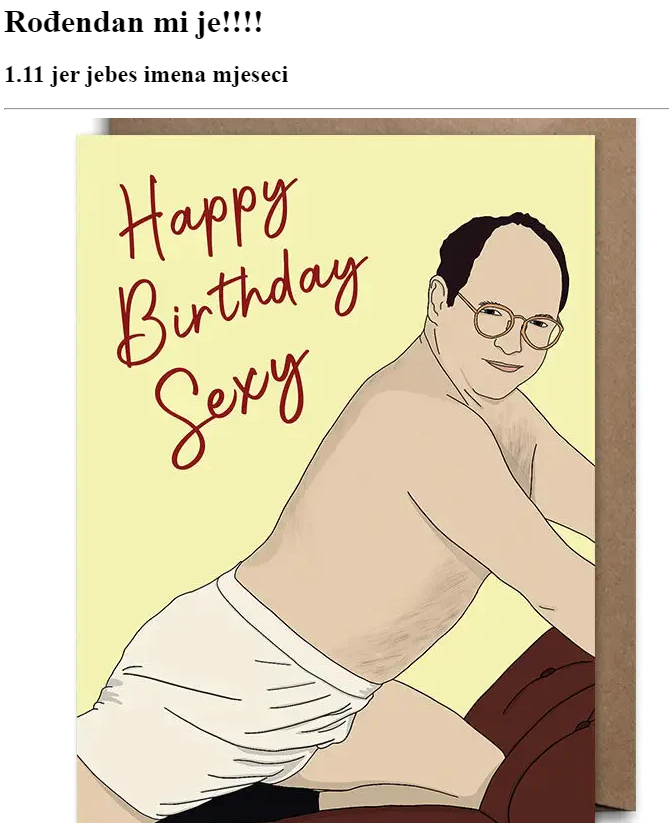 Rođendan mi je!!!!
1.11 jer jebes imena mjeseci
Happy
Birthday
Sexy